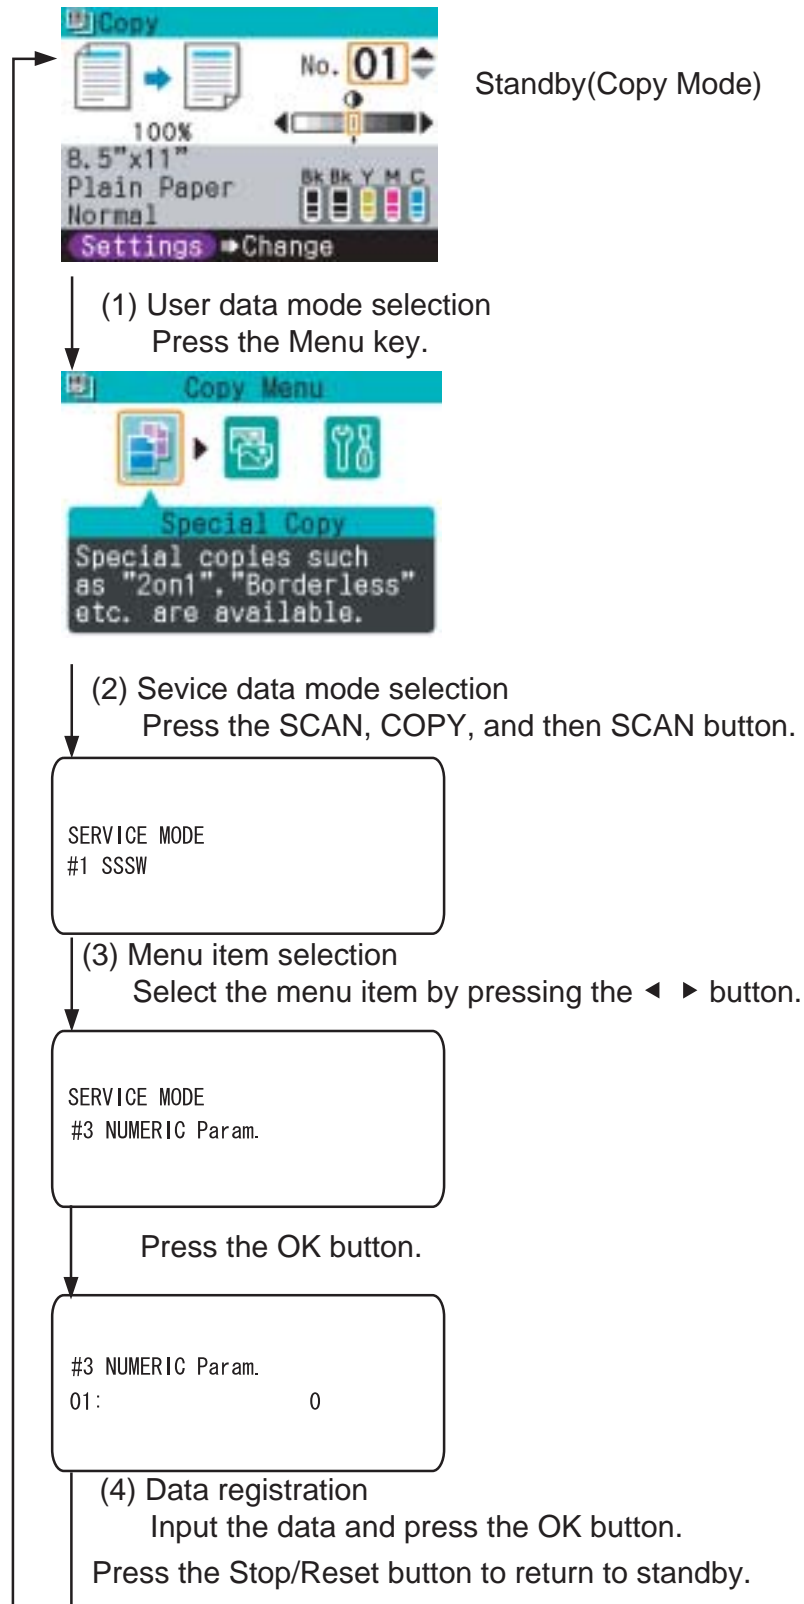 Copy
No. 01
Standby(Copy Mode)
100%
8.5"x11"
Plain Paper
Normal
Bk Bk Y M C
Settings ➡Change
(1) User data mode selection
Press the Menu key.
Copy Menu
Special Copy
Special copies such
as "2on1","Borderless"
etc. are available.
(2) Sevice data mode selection
Press the SCAN, COPY, and then SCAN button.
SERVICE MODE
#1 SSSW
(3) Menu item selection
Select the menu item by pressing the ◀ ▶ button.
SERVICE MODE
#3 NUMERIC Param.
Press the OK button.
#3 NUMERIC Param.
01: 0
(4) Data registration
Input the data and press the OK button.
Press the Stop/Reset button to return to standby.